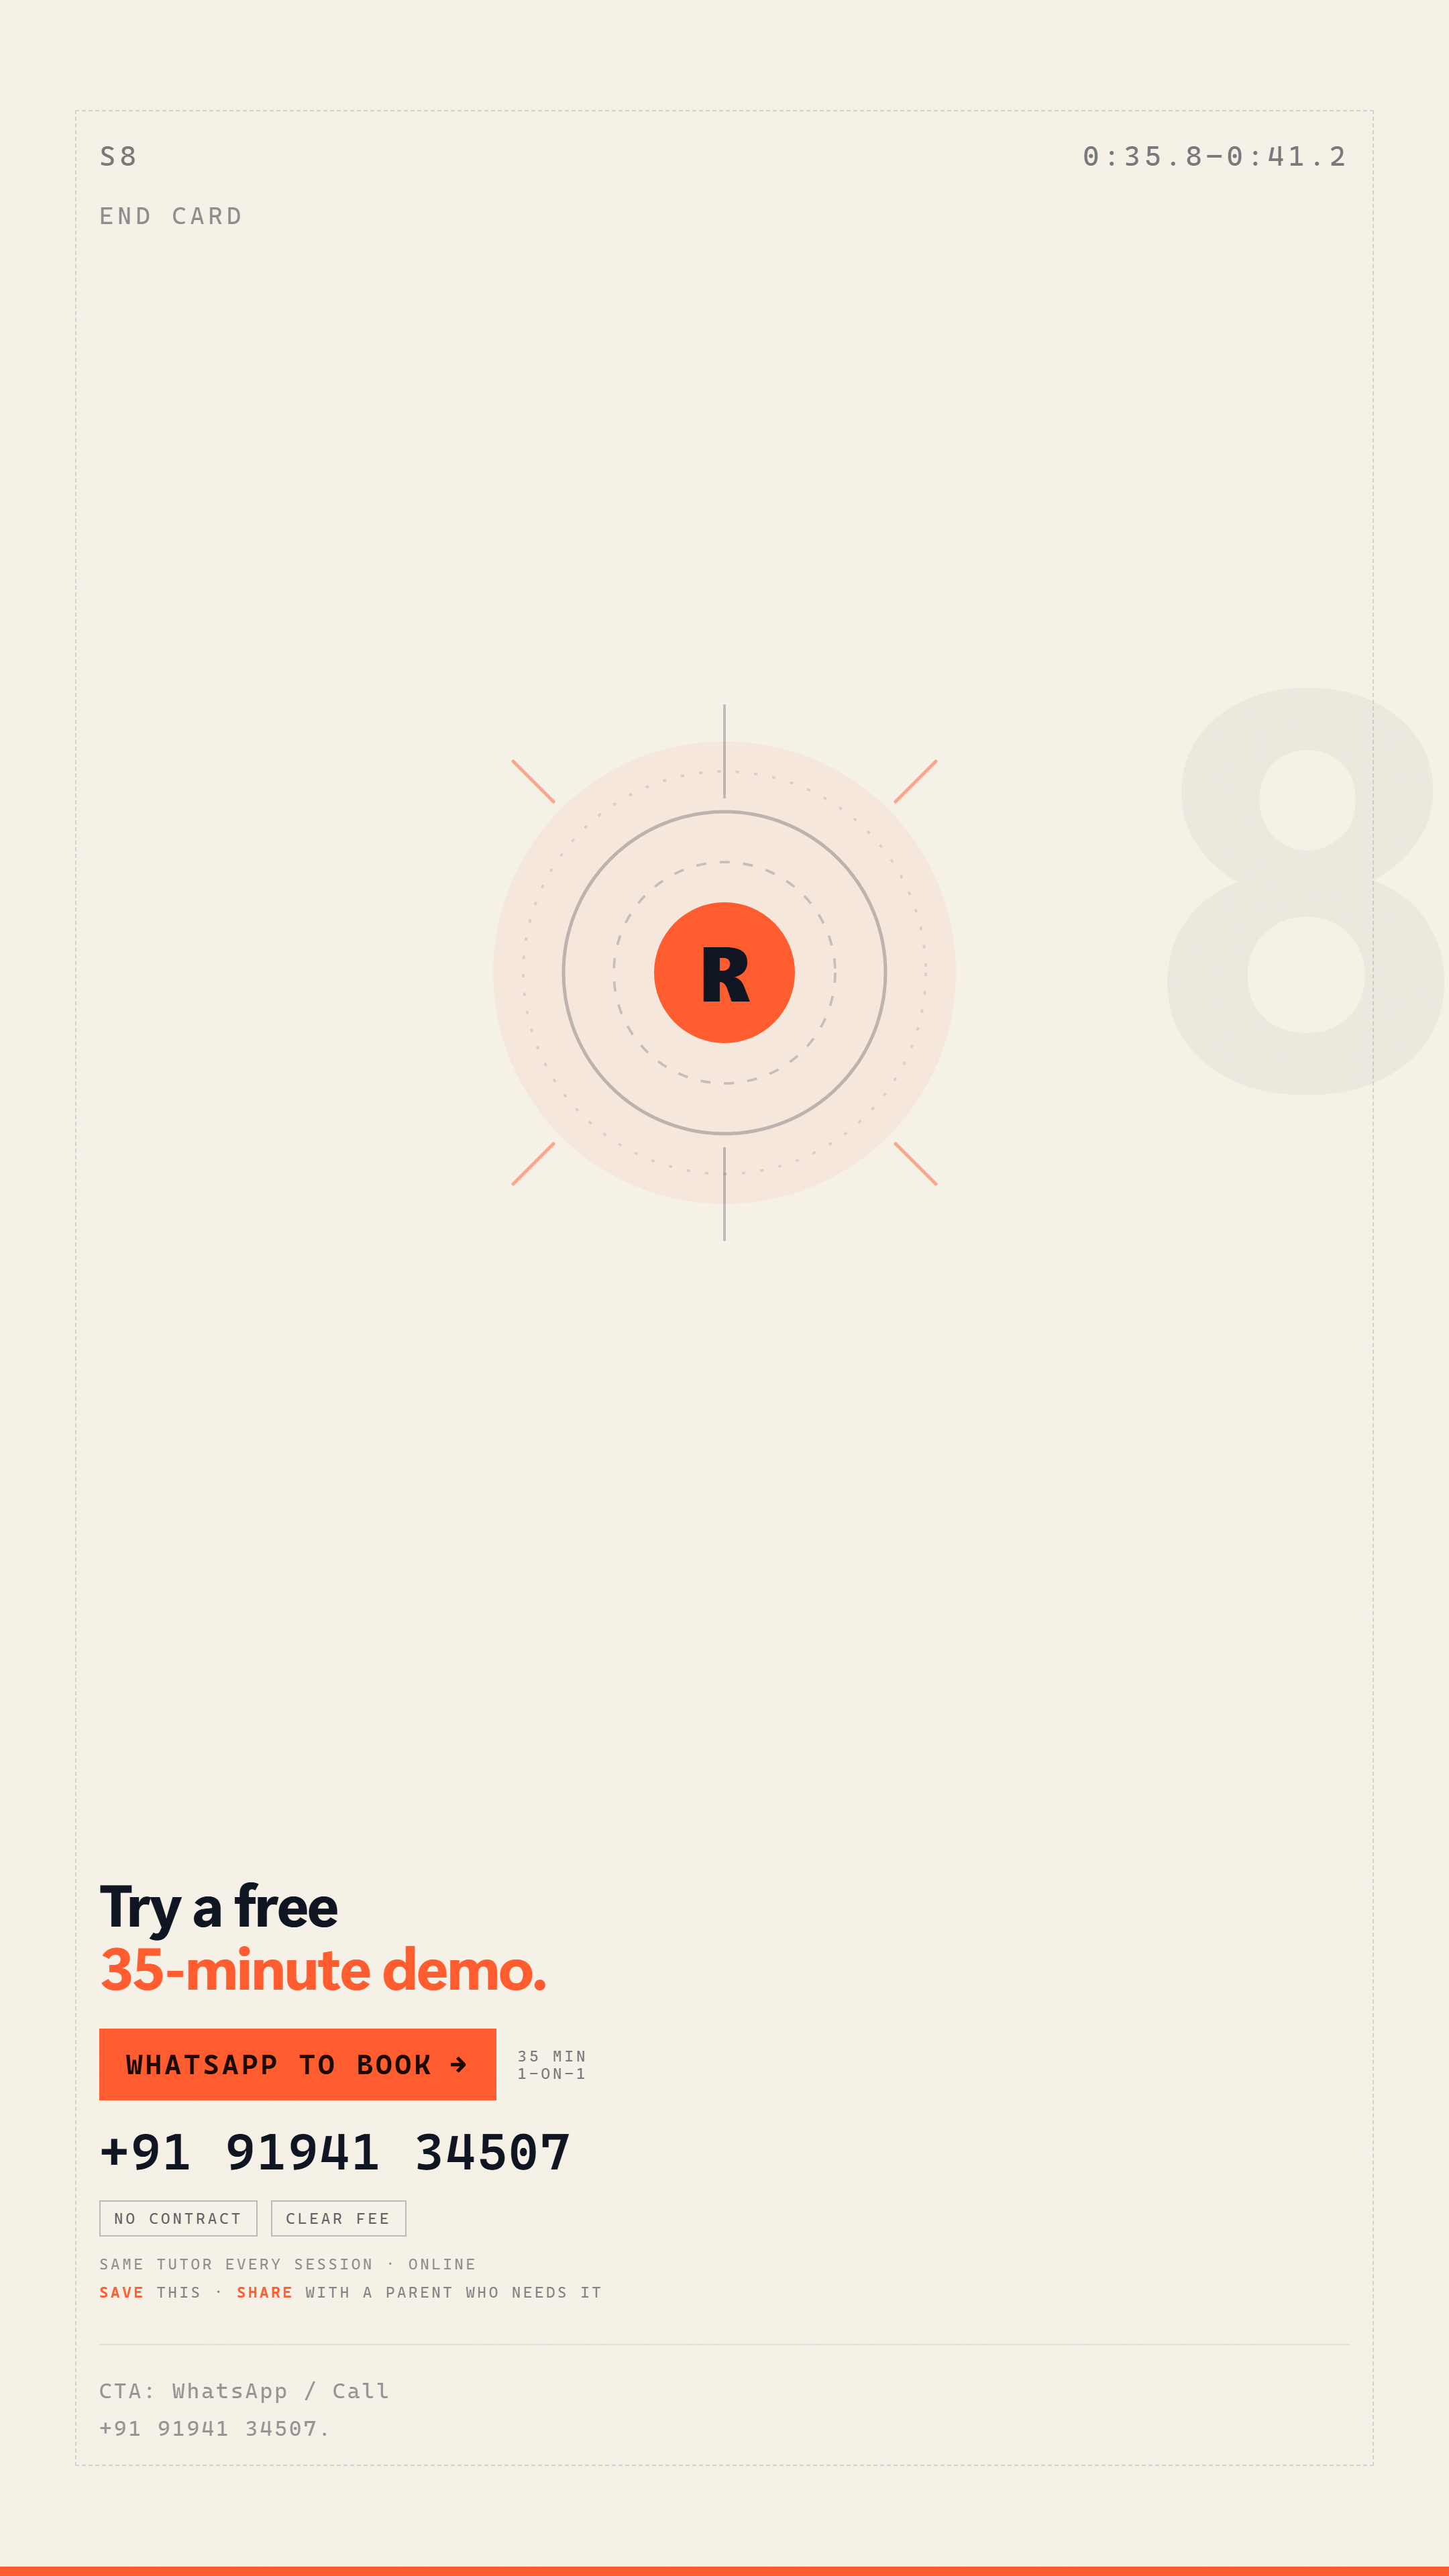 S8
0:35.8–0:41.2
END CARD
8
R
Try a free
35-minute demo.
WHATSAPP TO BOOK →
35 MIN
1-ON-1
+91 91941 34507
NO CONTRACT
CLEAR FEE
SAME TUTOR EVERY SESSION · ONLINE
SAVE THIS · SHARE WITH A PARENT WHO NEEDS IT
CTA: WhatsApp / Call
+91 91941 34507.